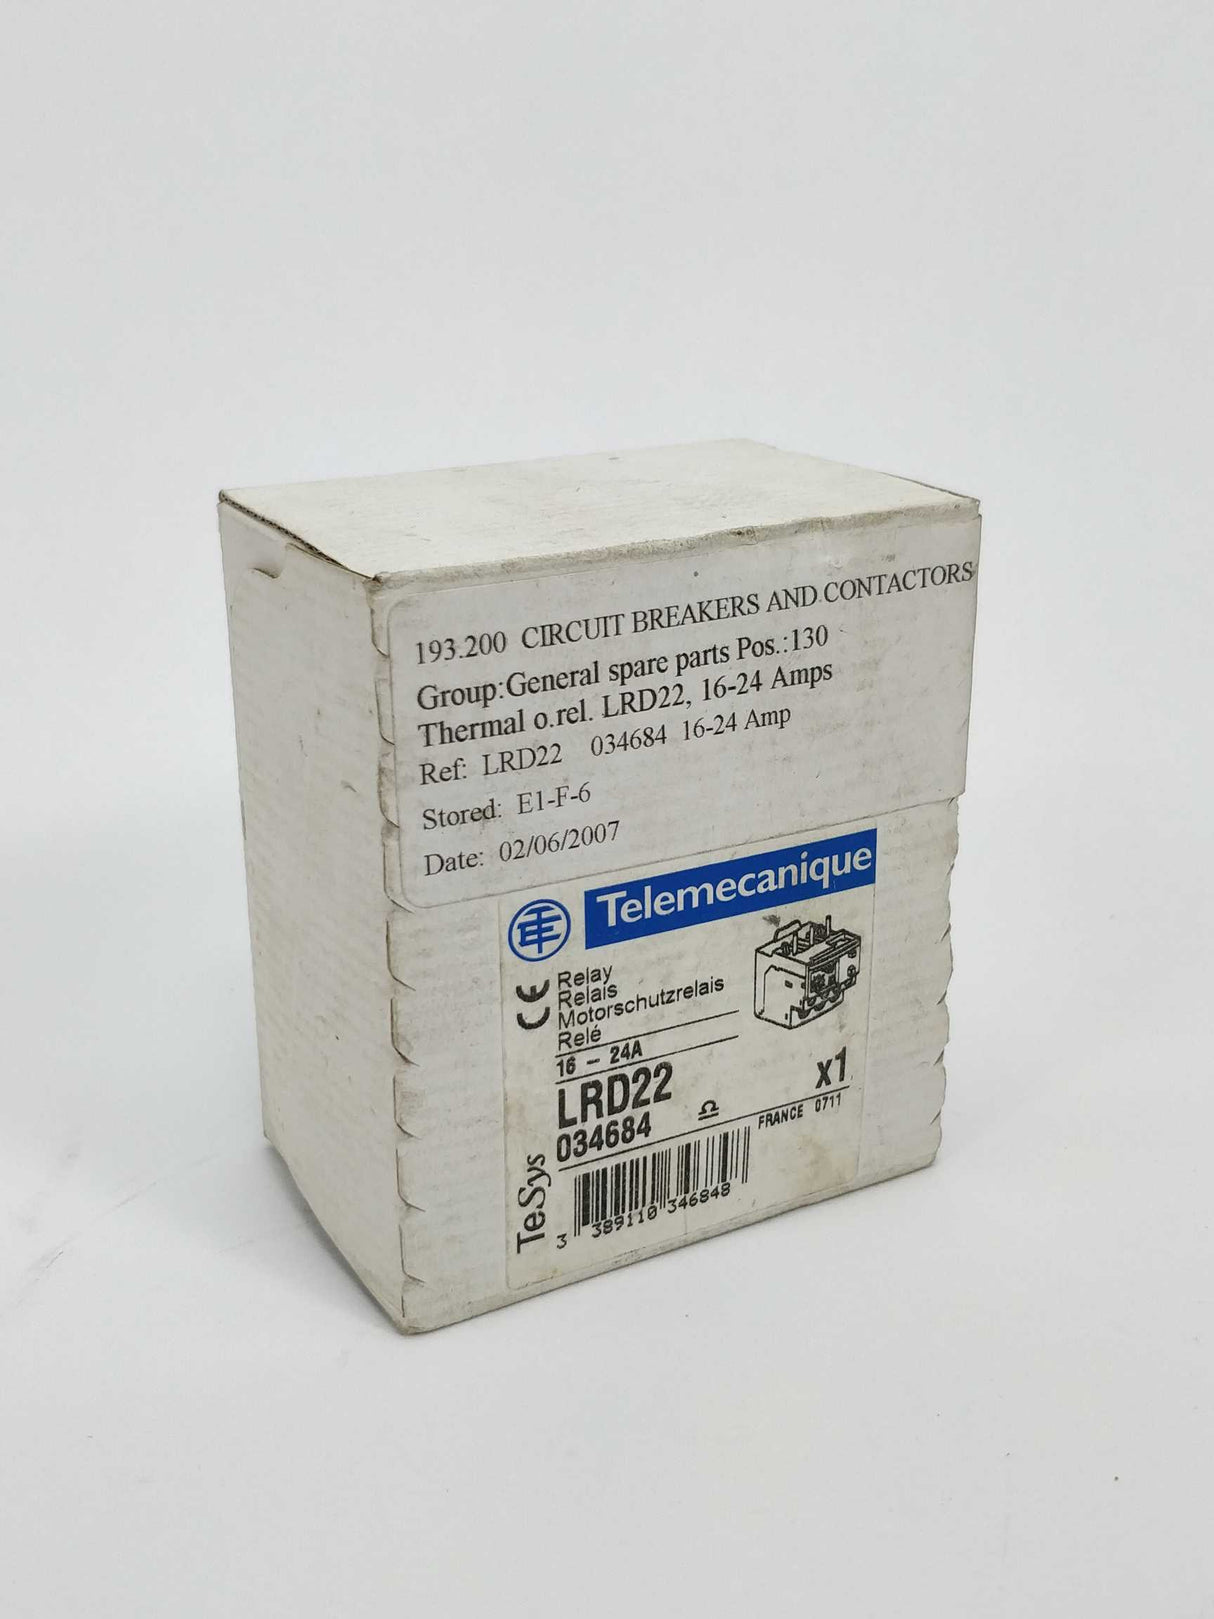 193.200 CIRCUIT BREAKERS AND CONTACTORS
Group:General spare parts Pos.:130
Thermal o.rel. LRD22, 16-24 Amps
Ref: LRD22 034684 16-24 Amp
Stored: E1-F-6
Date: 02/06/2007
Telemecanique
CE
Relay
Relais
Motorschutzrelais
Relé
16 - 24A
LRD22 x1
034684 FRANCE 0711
TeSys
3 389110 346848